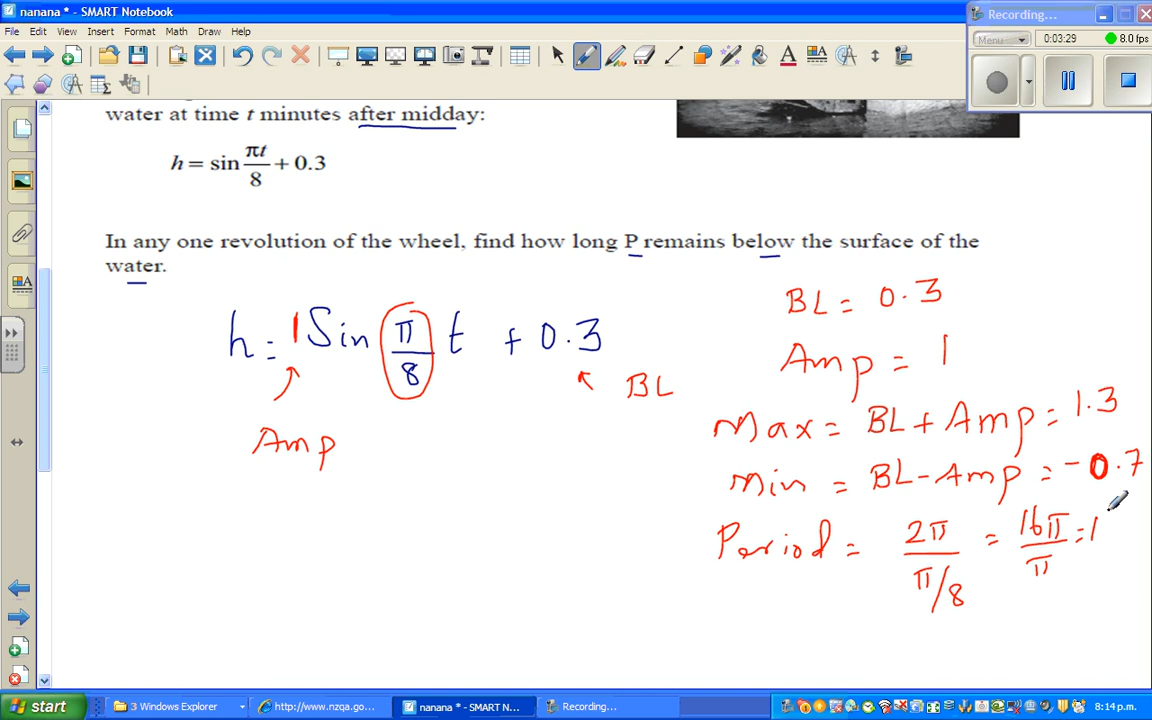 nanana * - SMART Notebook
Recording...
File Edit View Insert Format Math Draw Help
Menu 0:03:29 8.0 fps
water at time t minutes after midday:
h = sin πt/8 + 0.3
In any one revolution of the wheel, find how long P remains below the surface of the
water.
BL = 0.3
h = 1 Sin π/8 t + 0.3
Amp = 1
BL
Max = BL + Amp = 1.3
Amp
Min = BL - Amp = -0.7
Period = 2π / π/8 = 16π/π = 1
start 3 Windows Explorer http://www.nzqa.go... nanana * - SMART N... Recording... 8:14 p.m.